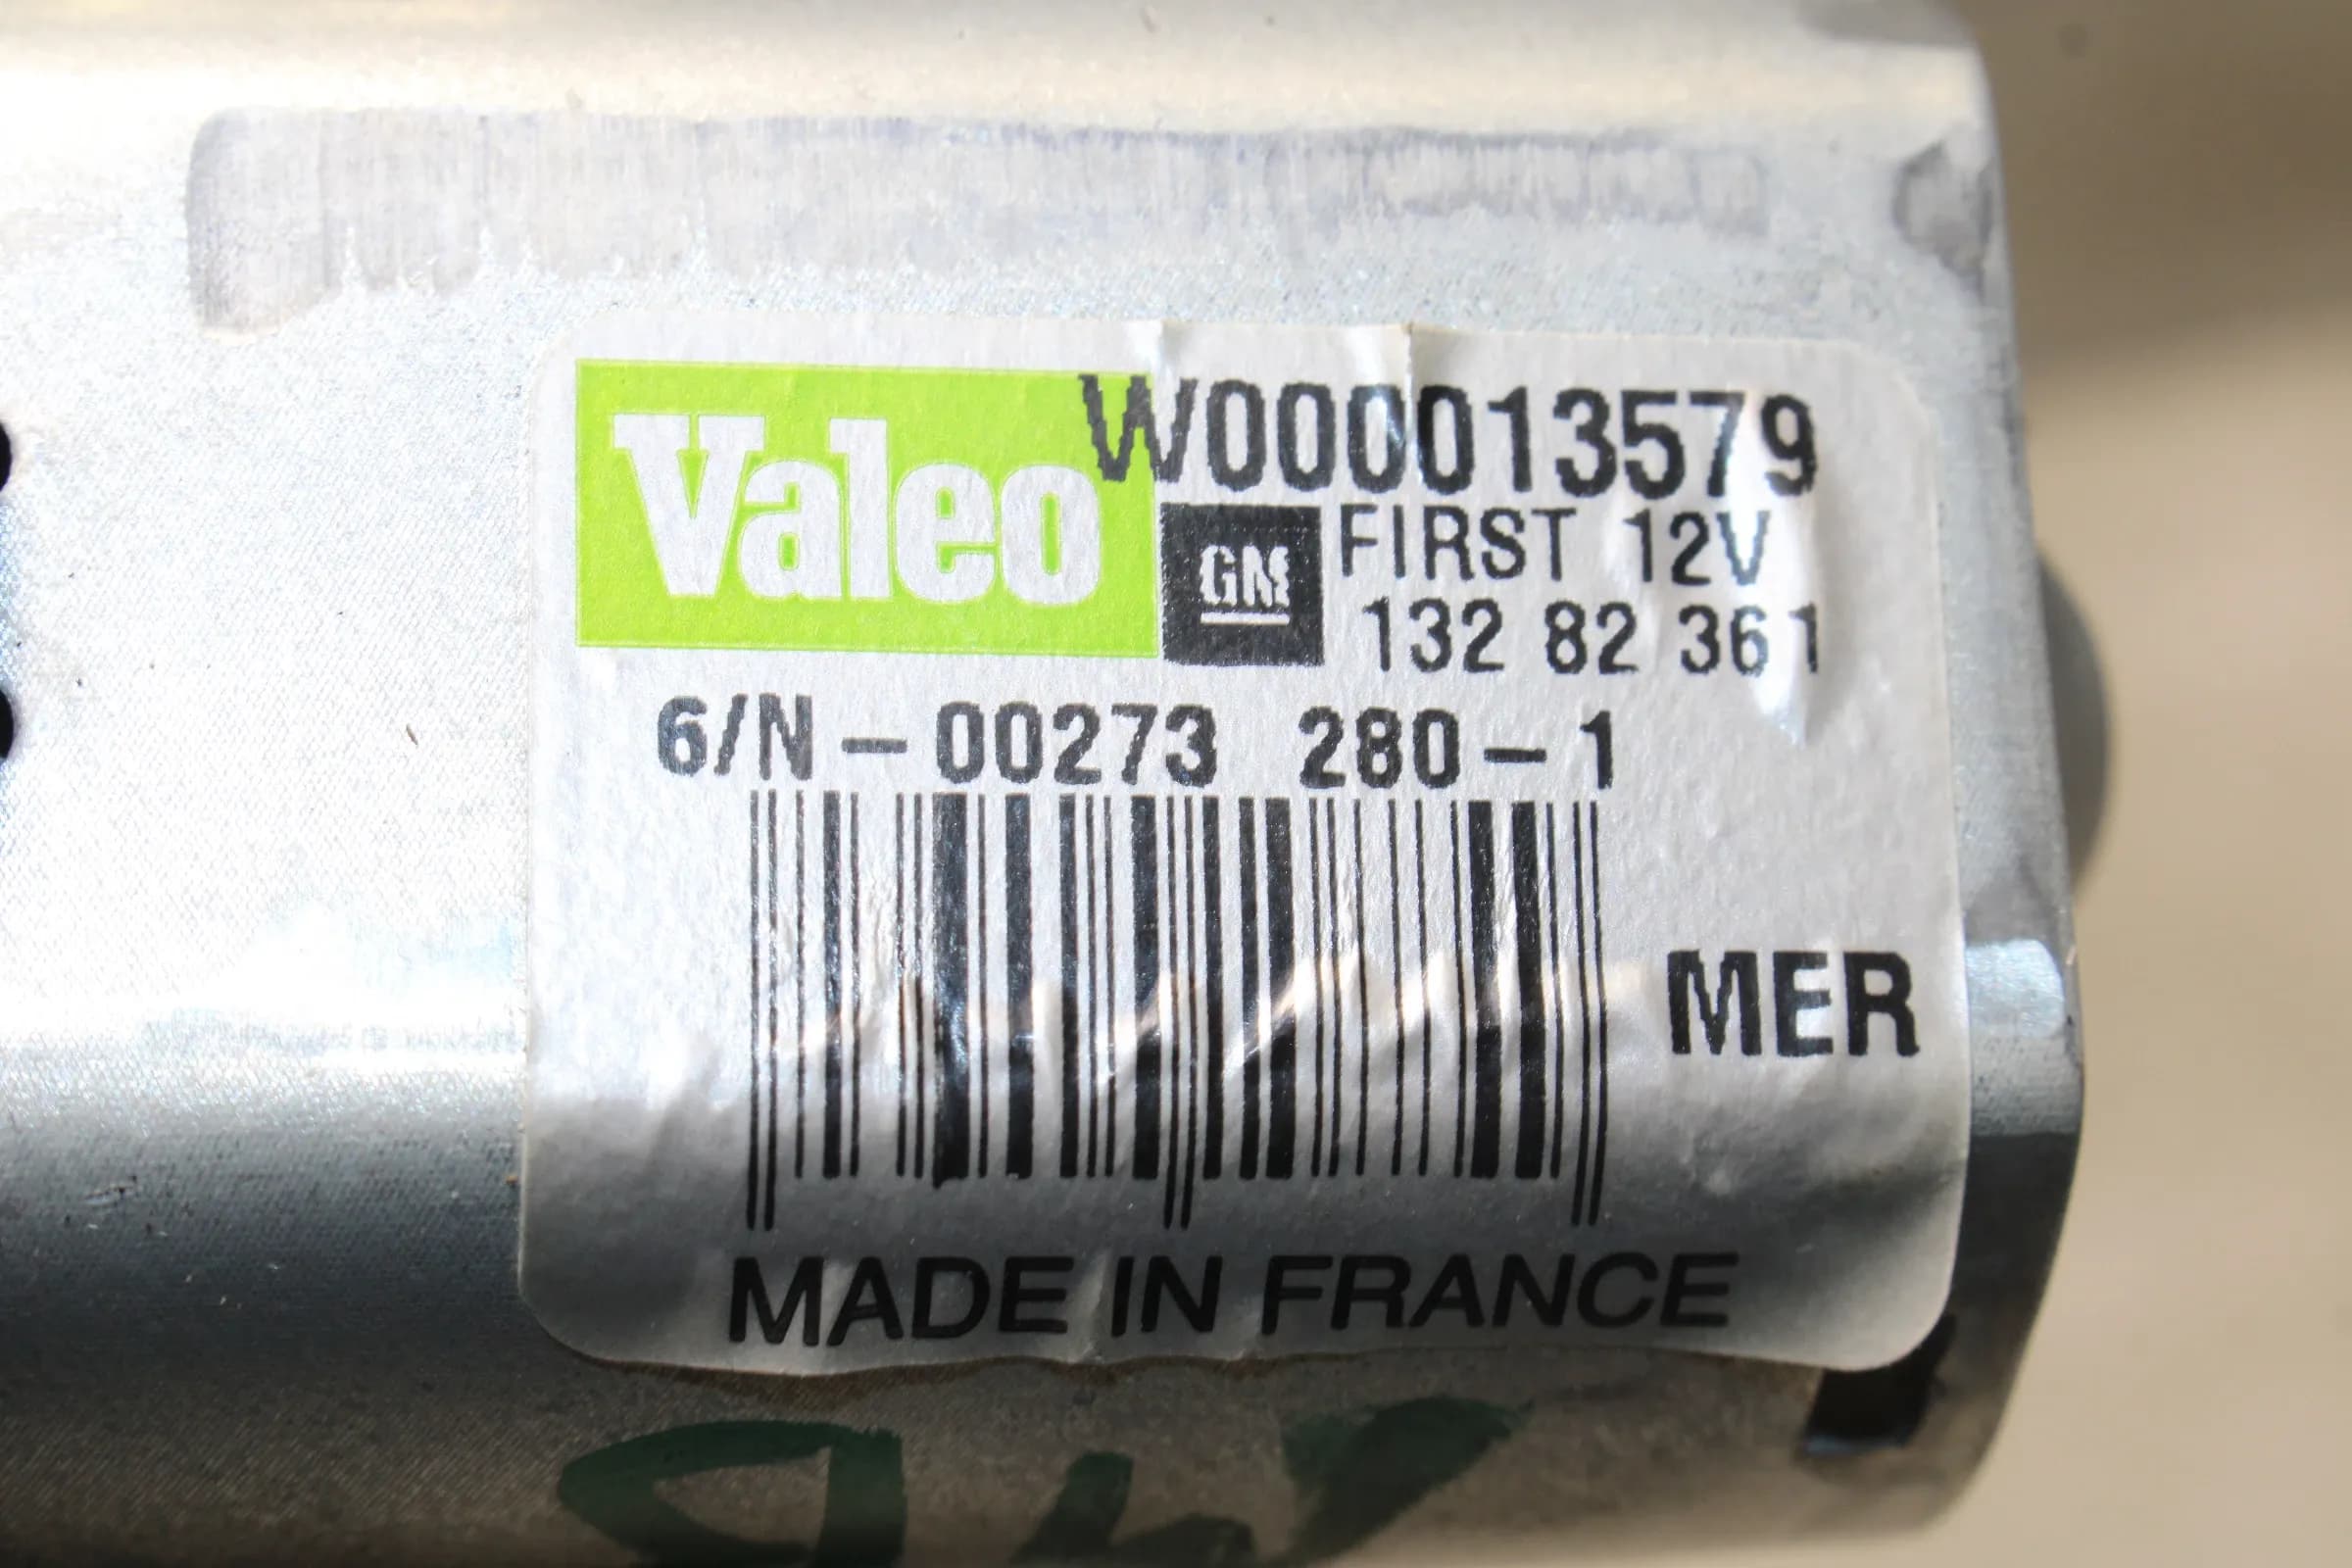 Valeo W000013579
GM FIRST 12V
132 82 361
6/N-00273 280-1
MER
MADE IN FRANCE